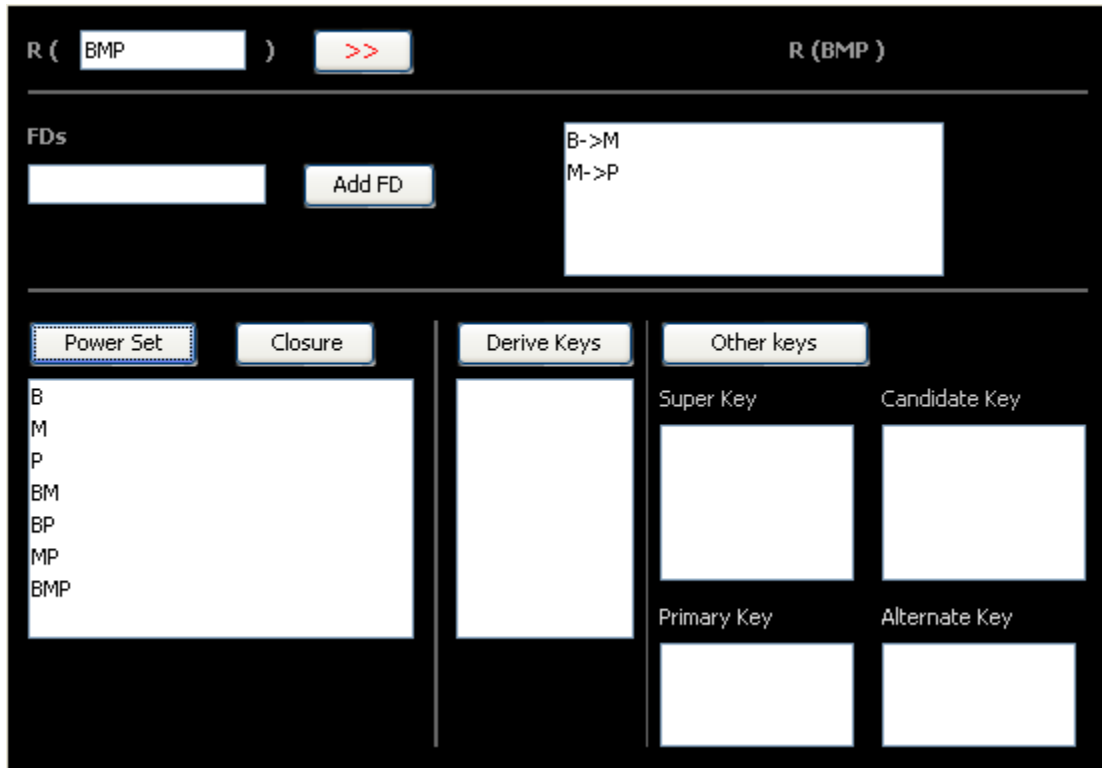 R ( BMP ) >> R (BMP )
FDs
Add FD
B->M
M->P
Power Set Closure Derive Keys Other keys
B
M
P
BM
BP
MP
BMP
Super Key Candidate Key
Primary Key Alternate Key